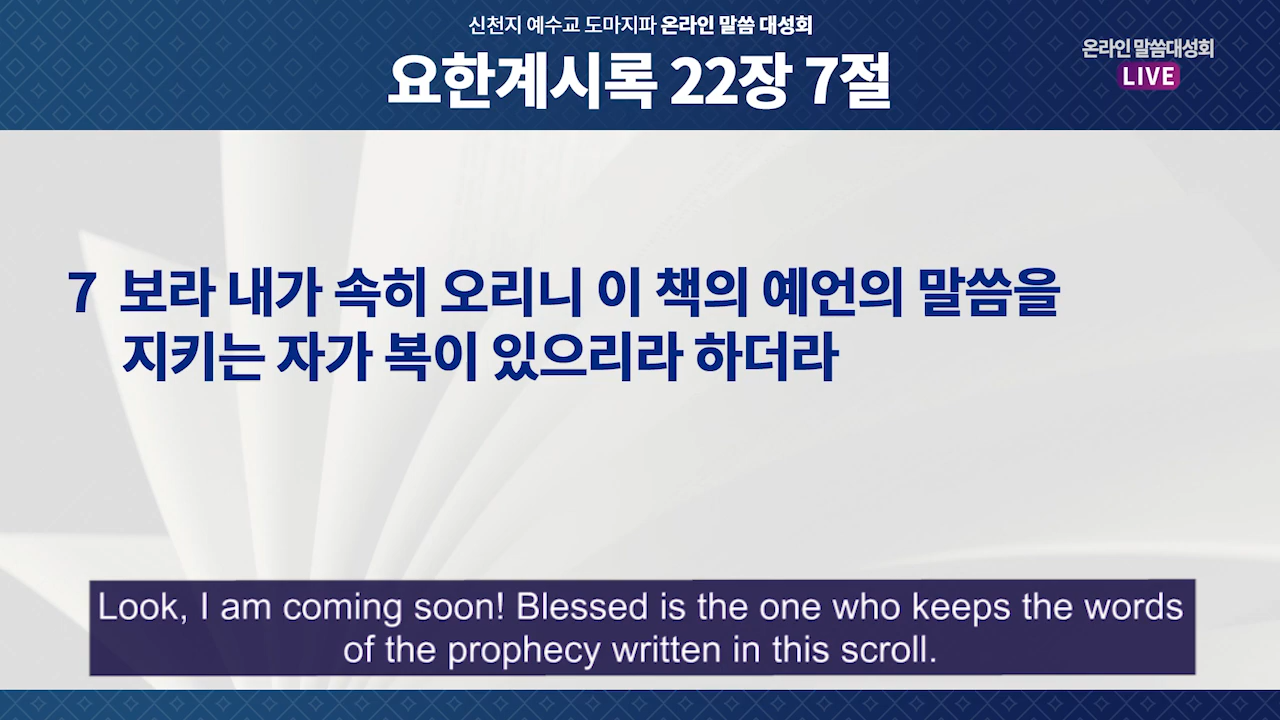 신천지 예수교 도마지파 온라인 말씀 대성회
요한계시록 22장 7절
온라인 말씀대성회
LIVE
7 보라 내가 속히 오리니 이 책의 예언의 말씀을
지키는 자가 복이 있으리라 하더라
Look, I am coming soon! Blessed is the one who keeps the words
of the prophecy written in this scroll.